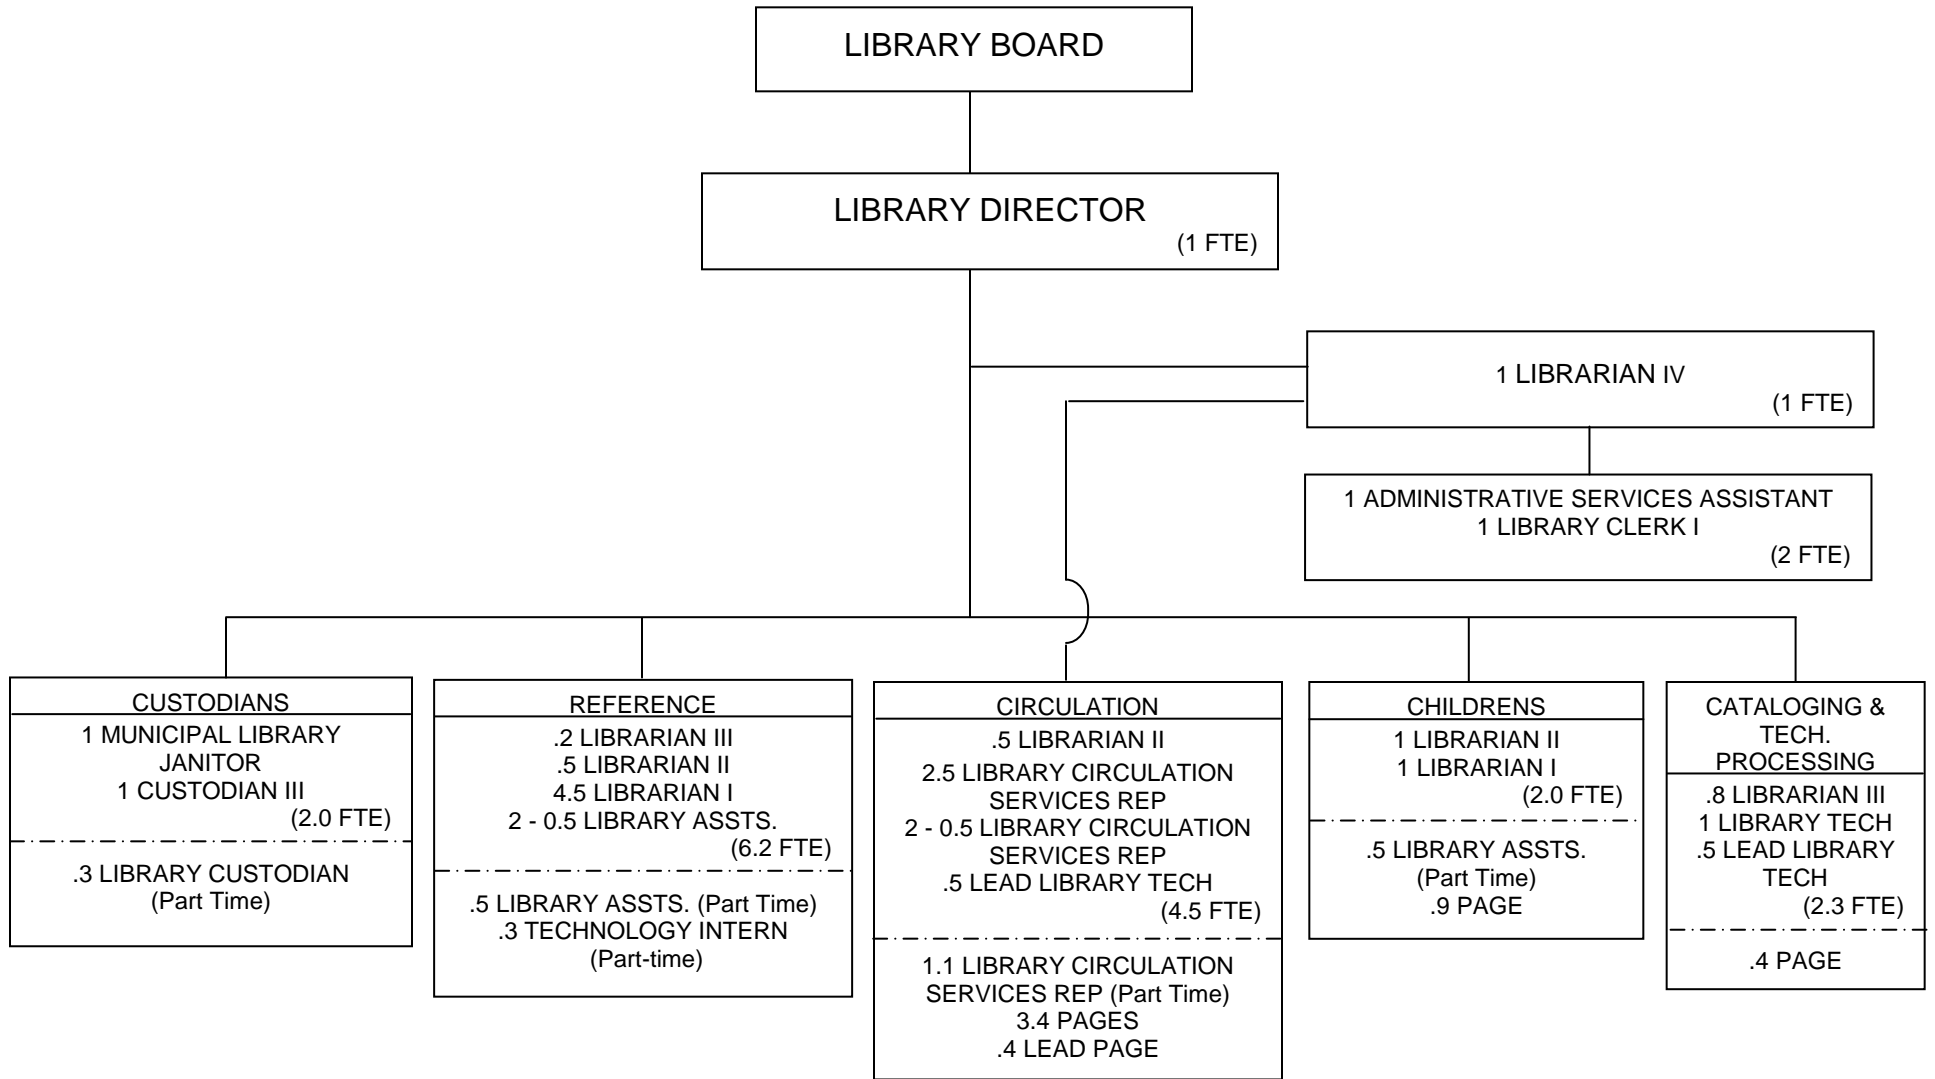 LIBRARY BOARD
LIBRARY DIRECTOR
(1 FTE)
1 LIBRARIAN IV
(1 FTE)
1 ADMINISTRATIVE SERVICES ASSISTANT
1 LIBRARY CLERK I
(2 FTE)
CUSTODIANS
1 MUNICIPAL LIBRARY
JANITOR
1 CUSTODIAN III
(2.0 FTE)
.3 LIBRARY CUSTODIAN
(Part Time)
REFERENCE
.2 LIBRARIAN III
.5 LIBRARIAN II
4.5 LIBRARIAN I
2 - 0.5 LIBRARY ASSTS.
(6.2 FTE)
.5 LIBRARY ASSTS. (Part Time)
.3 TECHNOLOGY INTERN
(Part-time)
CIRCULATION
.5 LIBRARIAN II
2.5 LIBRARY CIRCULATION
SERVICES REP
2 - 0.5 LIBRARY CIRCULATION
SERVICES REP
.5 LEAD LIBRARY TECH
(4.5 FTE)
1.1 LIBRARY CIRCULATION
SERVICES REP (Part Time)
3.4 PAGES
.4 LEAD PAGE
CHILDRENS
1 LIBRARIAN II
1 LIBRARIAN I
(2.0 FTE)
.5 LIBRARY ASSTS.
(Part Time)
.9 PAGE
CATALOGING &
TECH.
PROCESSING
.8 LIBRARIAN III
1 LIBRARY TECH
.5 LEAD LIBRARY
TECH
(2.3 FTE)
.4 PAGE